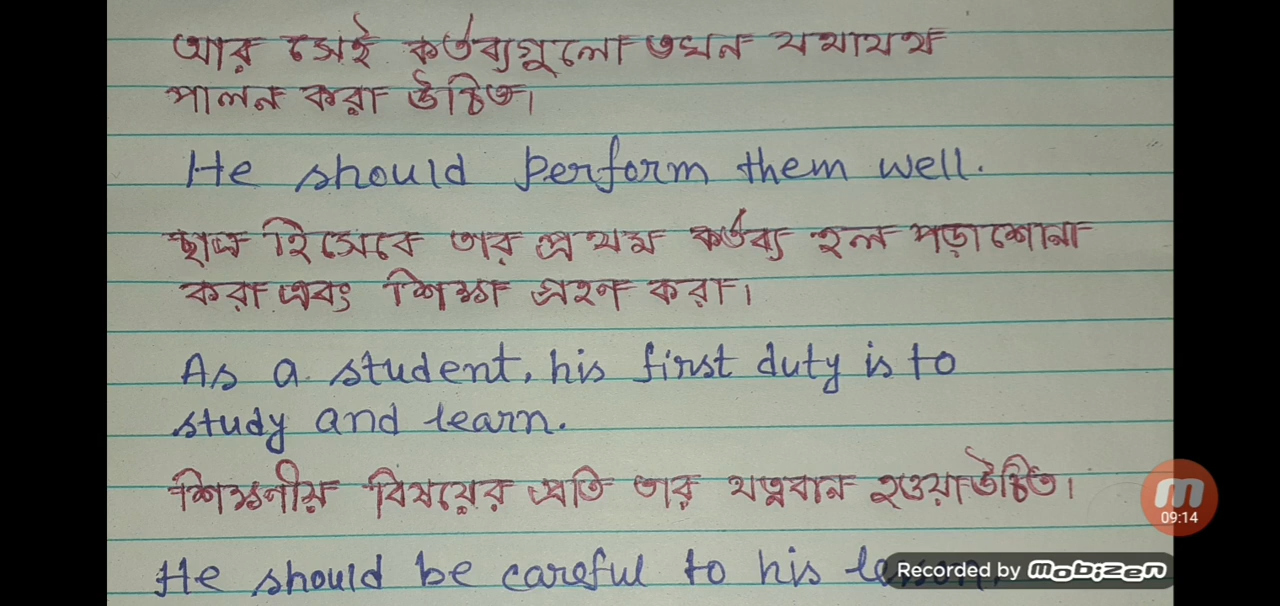 আর সেই কর্তব্যগুলো তখন যথাযথ
পালন করা উচিত।
He should perform them well.
ছাত্র হিসেবে তার প্রথম কর্তব্য হল পড়াশোনা
করা এবং শিক্ষা গ্রহণ করা।
As a student, his first duty is to
study and learn.
শিক্ষণীয় বিষয়ের প্রতি তার যত্নবান হওয়া উচিত।
He should be careful to his
Recorded by mobizen
09:14